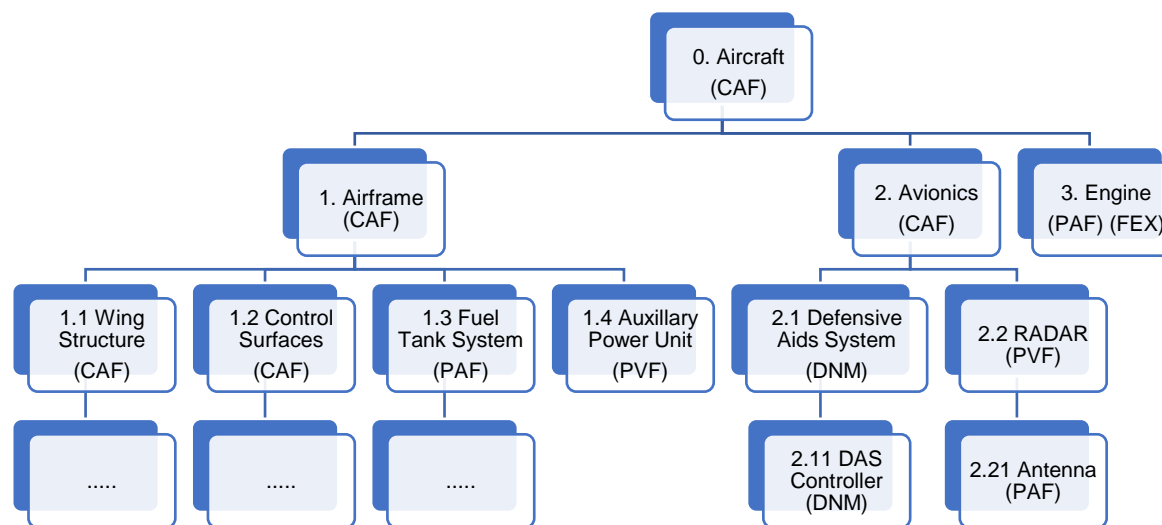 0. Aircraft
(CAF)
1. Airframe
(CAF)
2. Avionics
(CAF)
3. Engine
(PAF) (FEX)
1.1 Wing
Structure
(CAF)
1.2 Control
Surfaces
(CAF)
1.3 Fuel
Tank System
(PAF)
1.4 Auxillary
Power Unit
(PVF)
2.1 Defensive
Aids System
(DNM)
2.2 RADAR
(PVF)
.....
.....
.....
2.11 DAS
Controller
(DNM)
2.21 Antenna
(PAF)